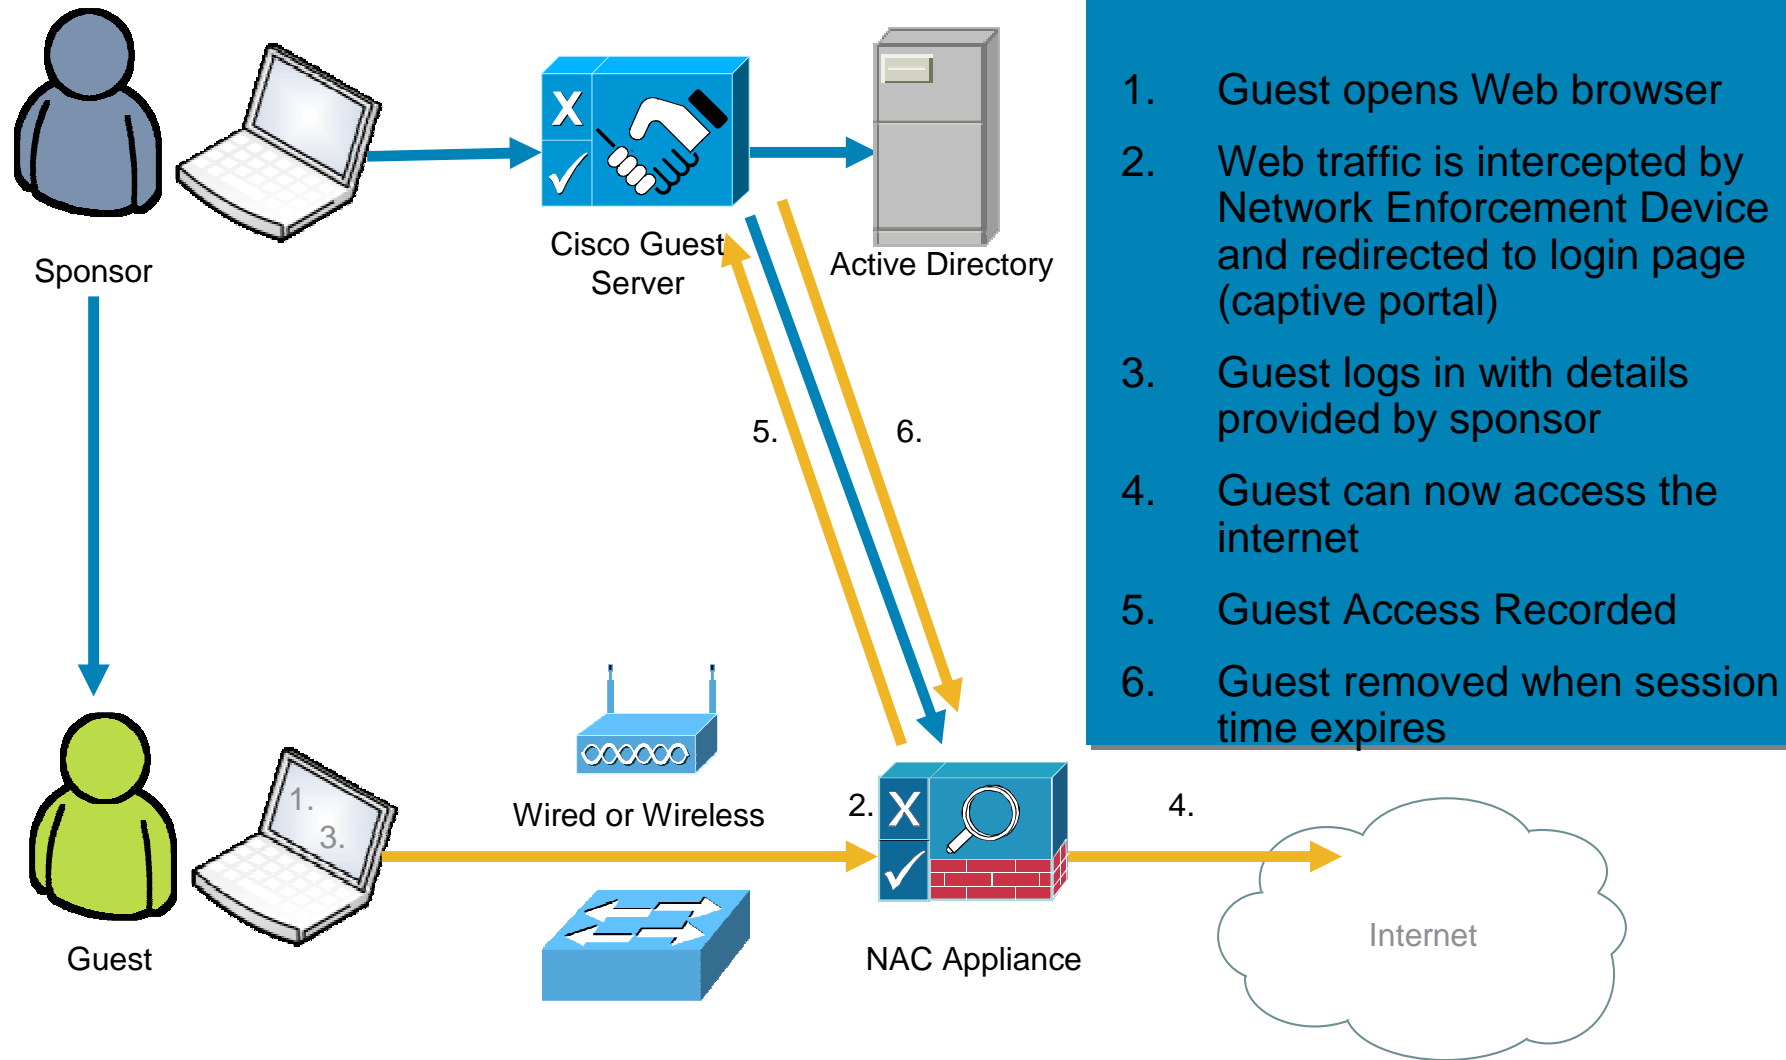 Sponsor
Cisco Guest
Server
Active Directory
5.
6.
1.
3.
Wired or Wireless
2.
4.
Guest
NAC Appliance
Internet
1. Guest opens Web browser
2. Web traffic is intercepted by
Network Enforcement Device
and redirected to login page
(captive portal)
3. Guest logs in with details
provided by sponsor
4. Guest can now access the
internet
5. Guest Access Recorded
6. Guest removed when session
time expires